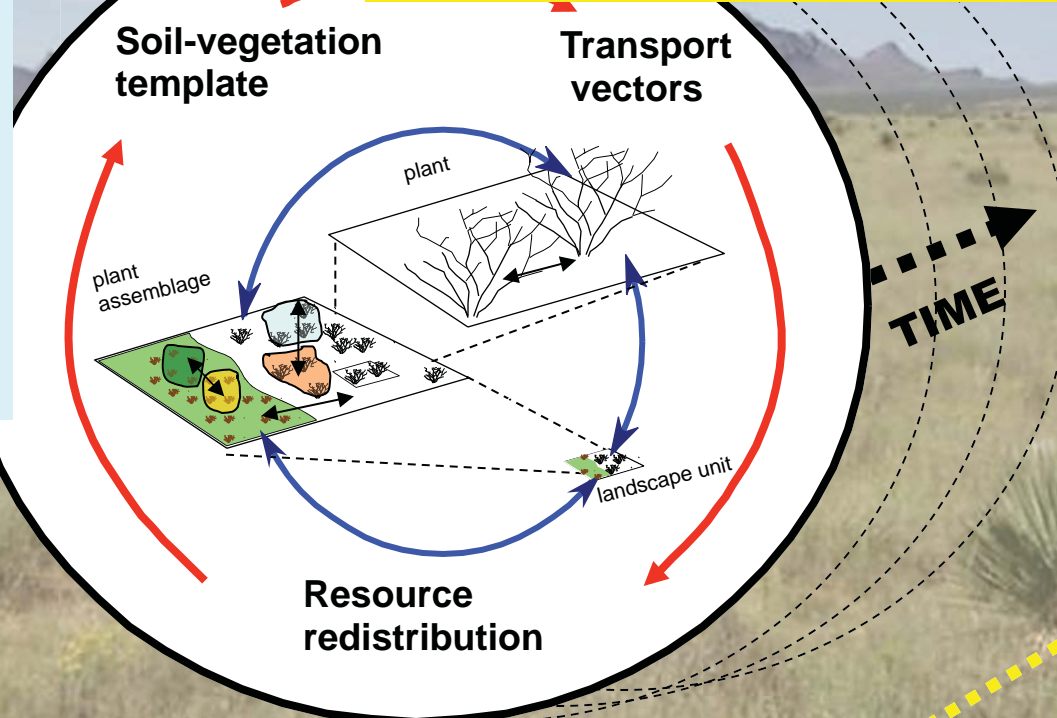 Soil-vegetation
template
Transport
vectors
plant
plant
assemblage
TIME
landscape unit
Resource
redistribution